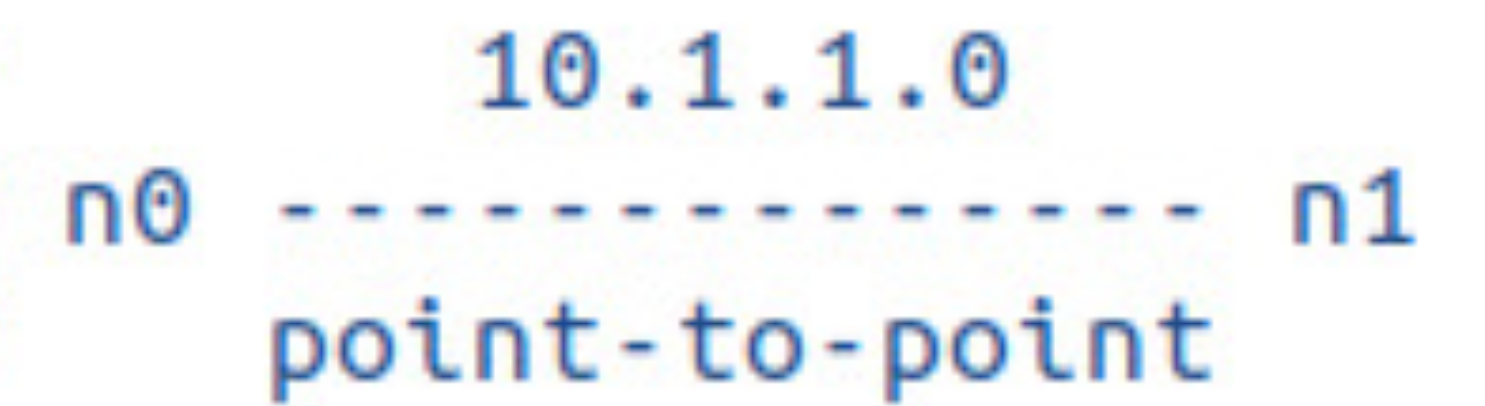 10.1.1.0
n0 -------------- n1
point-to-point